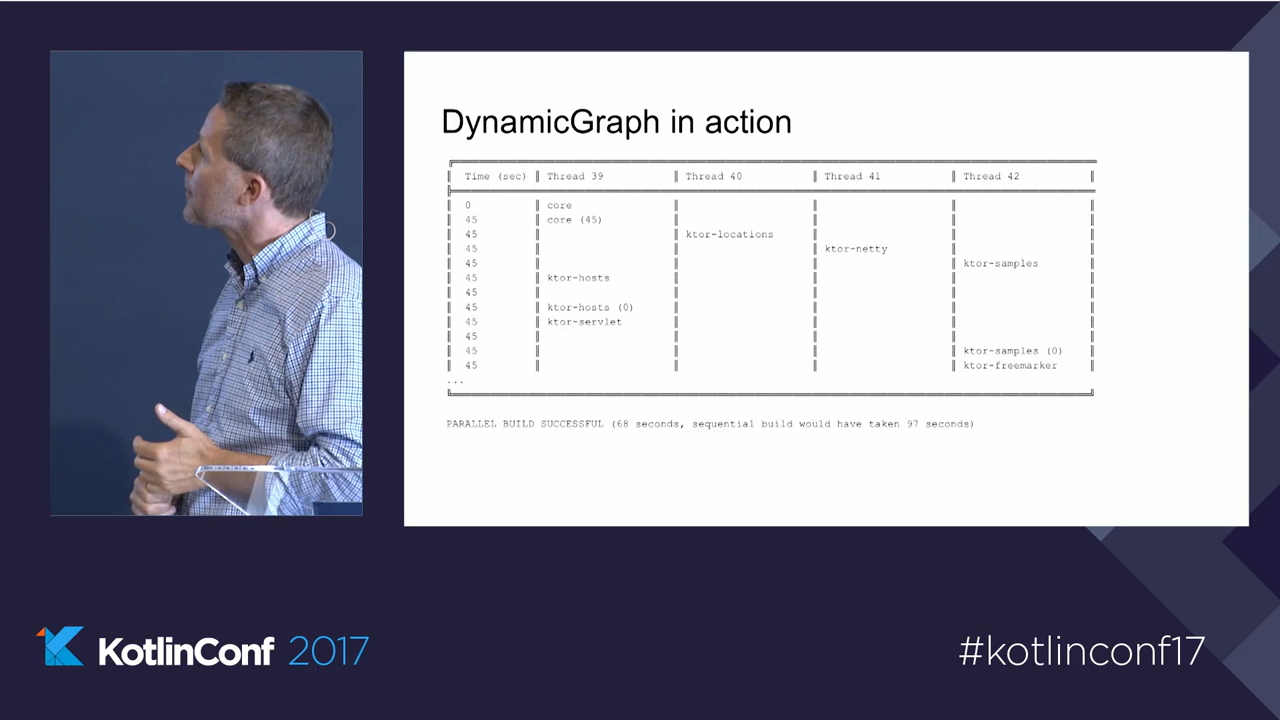 DynamicGraph in action
Time (sec) Thread 39 Thread 40 Thread 41 Thread 42
0 core
45 core (45)
45 ktor-locations
45 ktor-netty
45 ktor-samples
45 ktor-hosts
45
45 ktor-hosts (0)
45 ktor-servlet
45
45 ktor-samples (0)
45 ktor-freemarker
...
PARALLEL BUILD SUCCESSFUL (68 seconds, sequential build would have taken 97 seconds)
KotlinConf 2017
#kotlinconf17